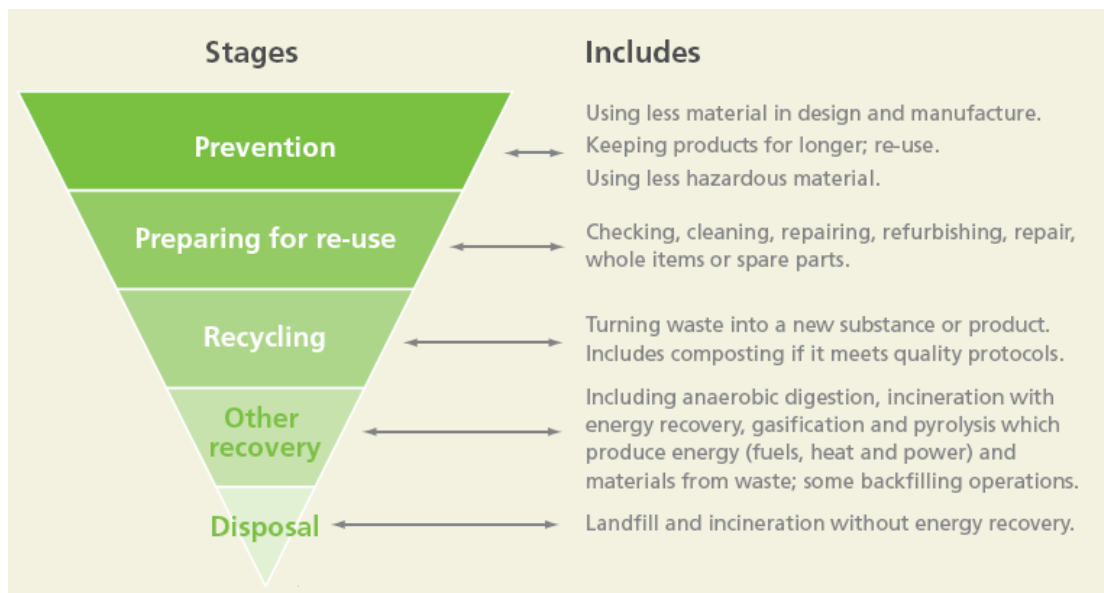 Stages
Includes
Prevention
Using less material in design and manufacture.
Keeping products for longer; re-use.
Using less hazardous material.
Preparing for re-use
Checking, cleaning, repairing, refurbishing, repair,
whole items or spare parts.
Recycling
Turning waste into a new substance or product.
Includes composting if it meets quality protocols.
Other
recovery
Including anaerobic digestion, incineration with
energy recovery, gasification and pyrolysis which
produce energy (fuels, heat and power) and
materials from waste; some backfilling operations.
Disposal
Landfill and incineration without energy recovery.